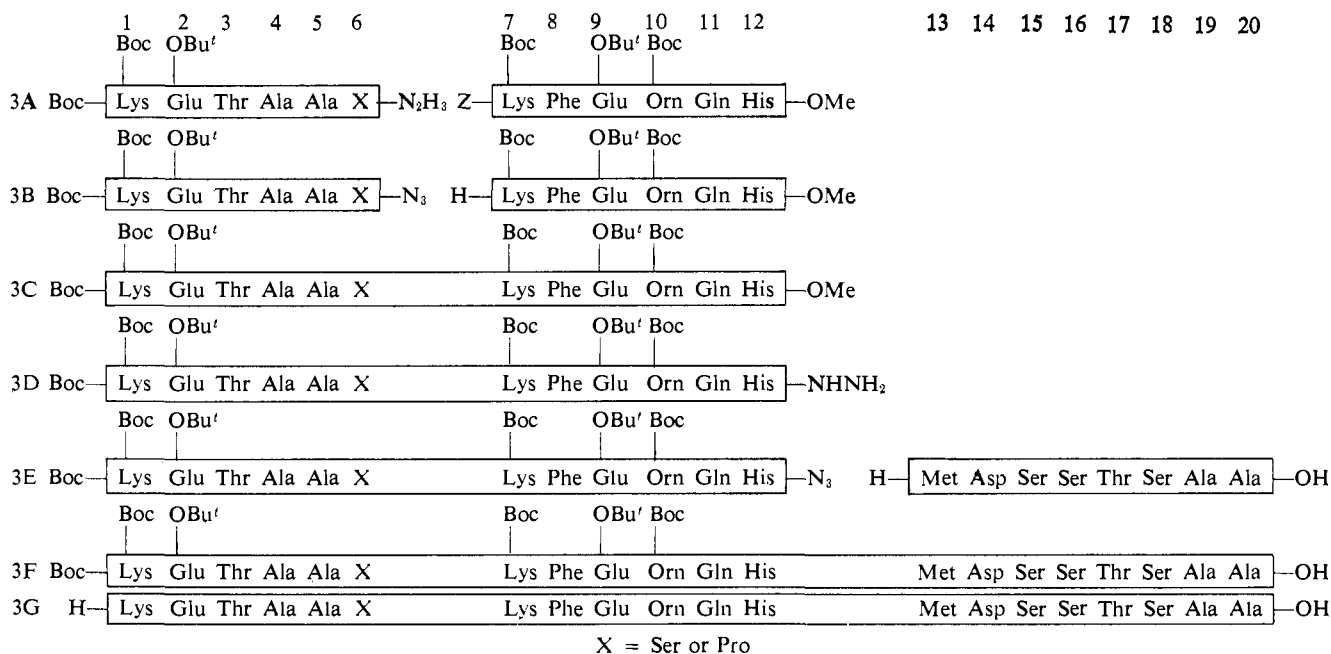 1 2 3 4 5 6 7 8 9 10 11 12 13 14 15 16 17 18 19 20
Boc OBuᵗ Boc OBuᵗ Boc
3A Boc— Lys Glu Thr Ala Ala X —N₂H₃ Z— Lys Phe Glu Orn Gln His —OMe
Boc OBuᵗ Boc OBuᵗ Boc
3B Boc— Lys Glu Thr Ala Ala X —N₃ H— Lys Phe Glu Orn Gln His —OMe
Boc OBuᵗ Boc OBuᵗ Boc
3C Boc— Lys Glu Thr Ala Ala X Lys Phe Glu Orn Gln His —OMe
Boc OBuᵗ Boc OBuᵗ Boc
3D Boc— Lys Glu Thr Ala Ala X Lys Phe Glu Orn Gln His —NHNH₂
Boc OBuᵗ Boc OBuᵗ Boc
3E Boc— Lys Glu Thr Ala Ala X Lys Phe Glu Orn Gln His —N₃ H— Met Asp Ser Ser Thr Ser Ala Ala —OH
Boc OBuᵗ Boc OBuᵗ Boc
3F Boc— Lys Glu Thr Ala Ala X Lys Phe Glu Orn Gln His Met Asp Ser Ser Thr Ser Ala Ala —OH
3G H— Lys Glu Thr Ala Ala X Lys Phe Glu Orn Gln His Met Asp Ser Ser Thr Ser Ala Ala —OH
X = Ser or Pro